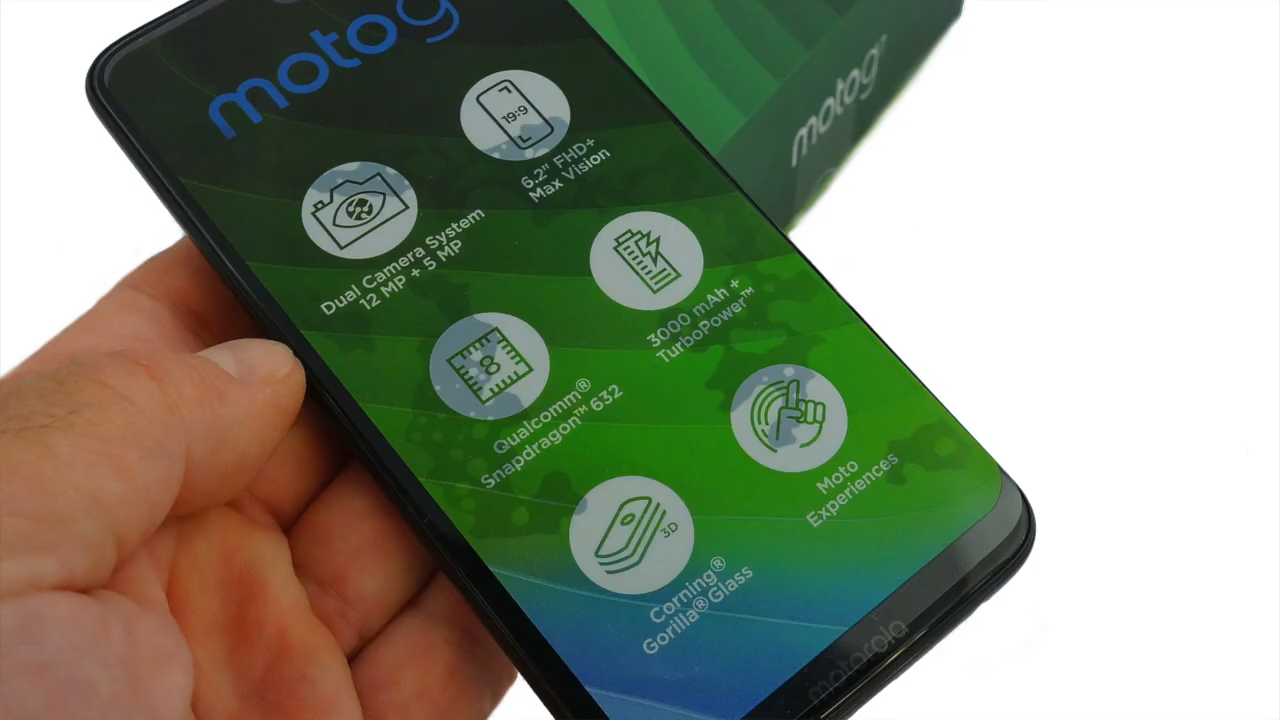 moto g
19:9
6.2" FHD+
Max Vision
Dual Camera System
12 MP + 5 MP
3000 mAh +
TurboPower™
8
Qualcomm®
Snapdragon™ 632
Moto
Experiences
3D
Corning®
Gorilla® Glass
motorola
moto g